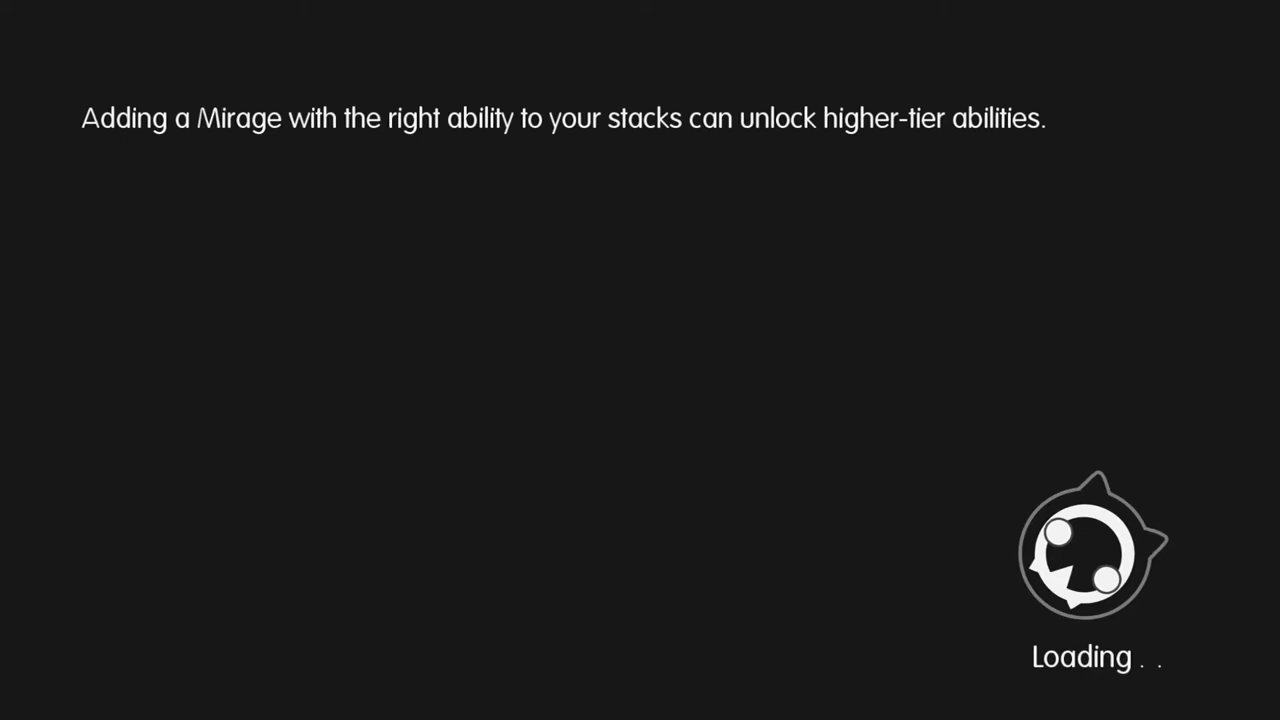 Adding a Mirage with the right ability to your stacks can unlock higher-tier abilities.
Loading . .